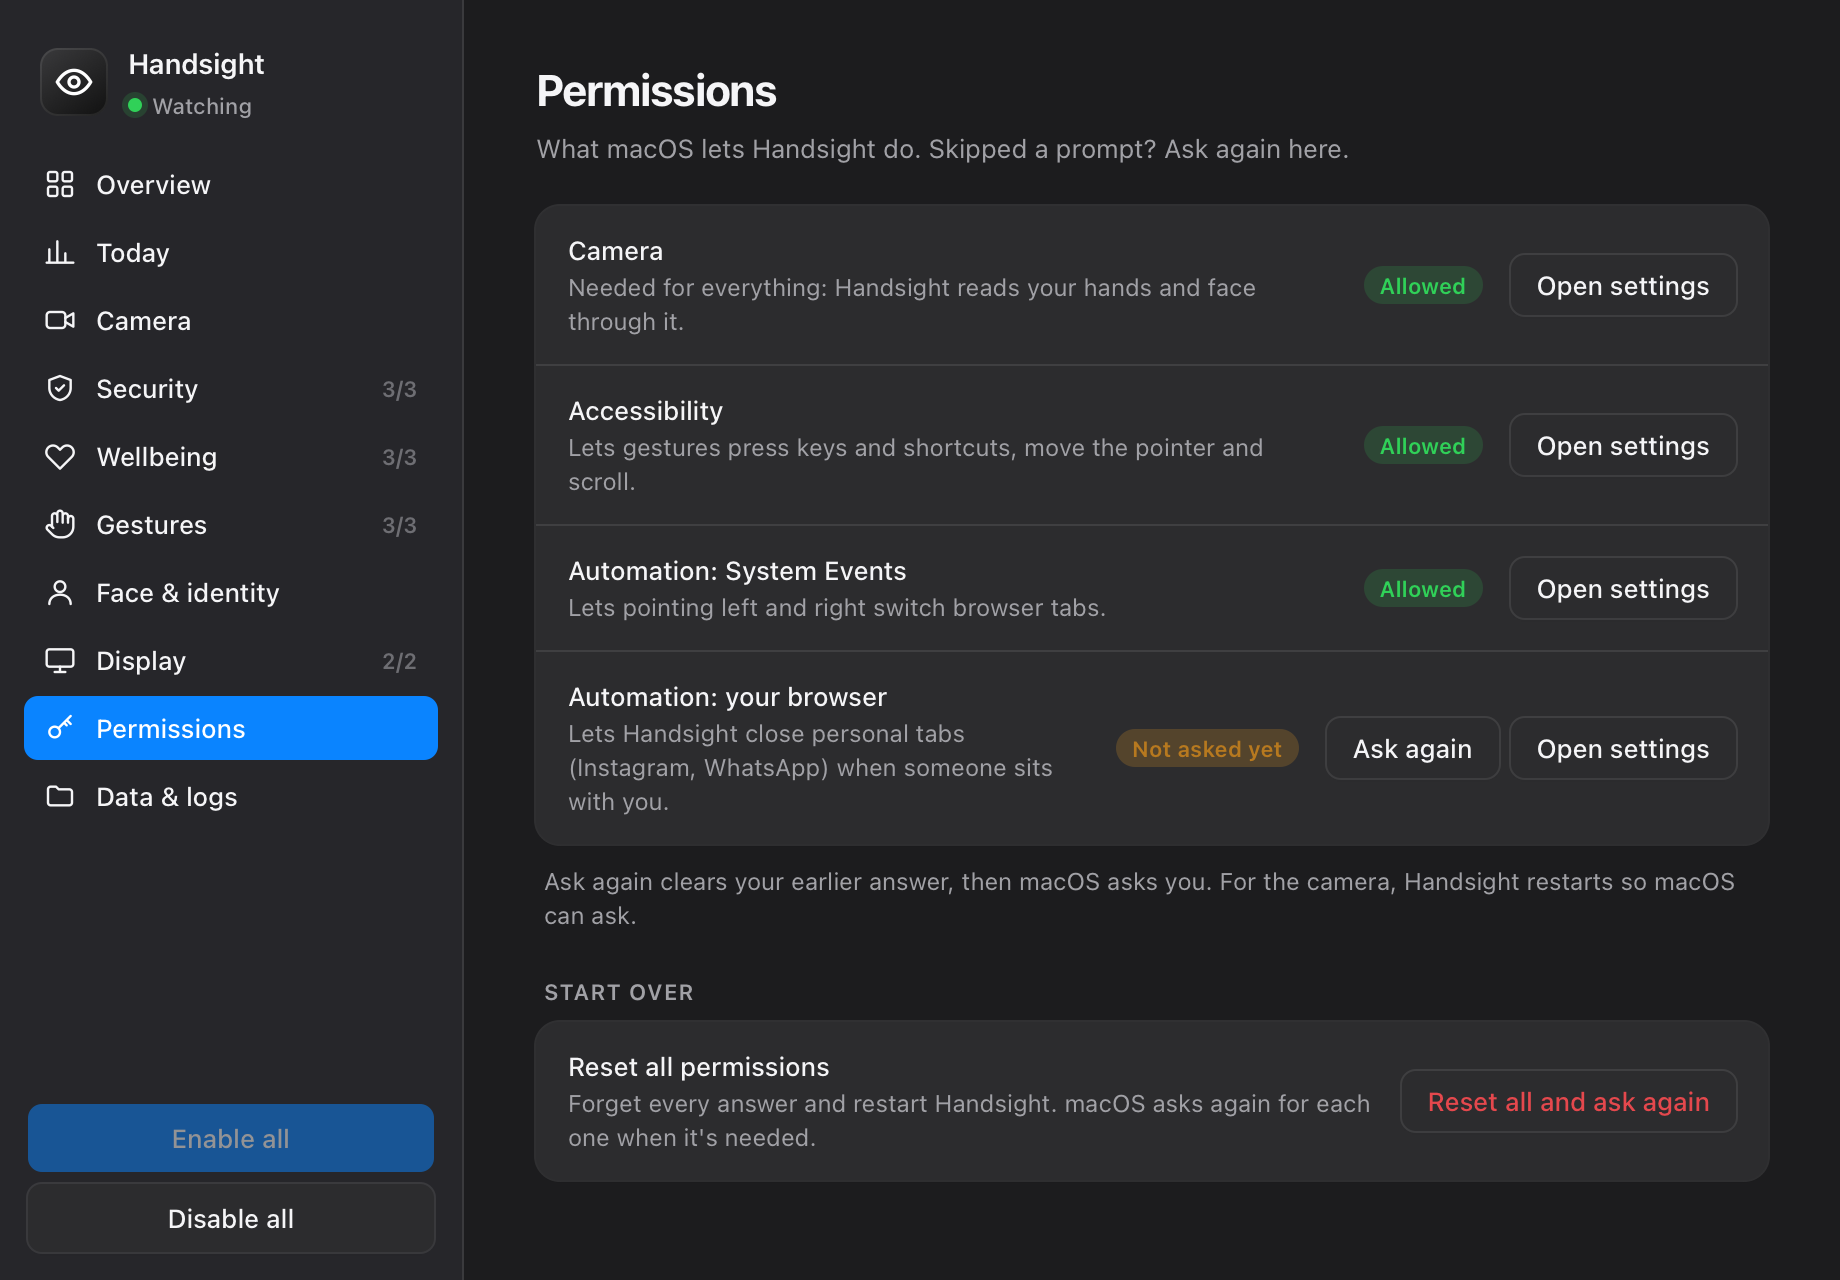 Handsight
Watching
Overview
Today
Camera
Security 3/3
Wellbeing 3/3
Gestures 3/3
Face & identity
Display 2/2
Permissions
Data & logs
Enable all
Disable all
Permissions
What macOS lets Handsight do. Skipped a prompt? Ask again here.
Camera
Needed for everything: Handsight reads your hands and face
through it.
Allowed
Open settings
Accessibility
Lets gestures press keys and shortcuts, move the pointer and
scroll.
Allowed
Open settings
Automation: System Events
Lets pointing left and right switch browser tabs.
Allowed
Open settings
Automation: your browser
Lets Handsight close personal tabs
(Instagram, WhatsApp) when someone sits
with you.
Not asked yet
Ask again
Open settings
Ask again clears your earlier answer, then macOS asks you. For the camera, Handsight restarts so macOS
can ask.
START OVER
Reset all permissions
Forget every answer and restart Handsight. macOS asks again for each
one when it's needed.
Reset all and ask again